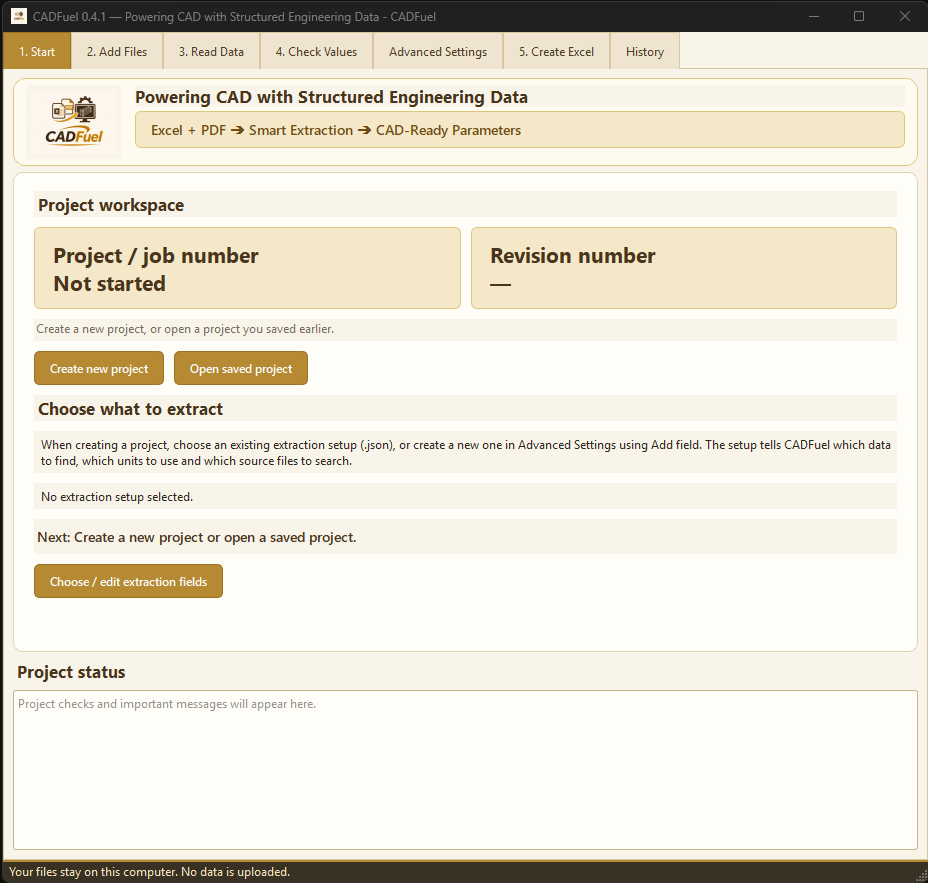 CADFuel 0.4.1 — Powering CAD with Structured Engineering Data - CADFuel
1. Start
2. Add Files
3. Read Data
4. Check Values
Advanced Settings
5. Create Excel
History
CADFuel
Powering CAD with Structured Engineering Data
Excel + PDF ➔ Smart Extraction ➔ CAD-Ready Parameters
Project workspace
Project / job number
Not started
Revision number
—
Create a new project, or open a project you saved earlier.
Create new project
Open saved project
Choose what to extract
When creating a project, choose an existing extraction setup (.json), or create a new one in Advanced Settings using Add field. The setup tells CADFuel which data
to find, which units to use and which source files to search.
No extraction setup selected.
Next: Create a new project or open a saved project.
Choose / edit extraction fields
Project status
Project checks and important messages will appear here.
Your files stay on this computer. No data is uploaded.